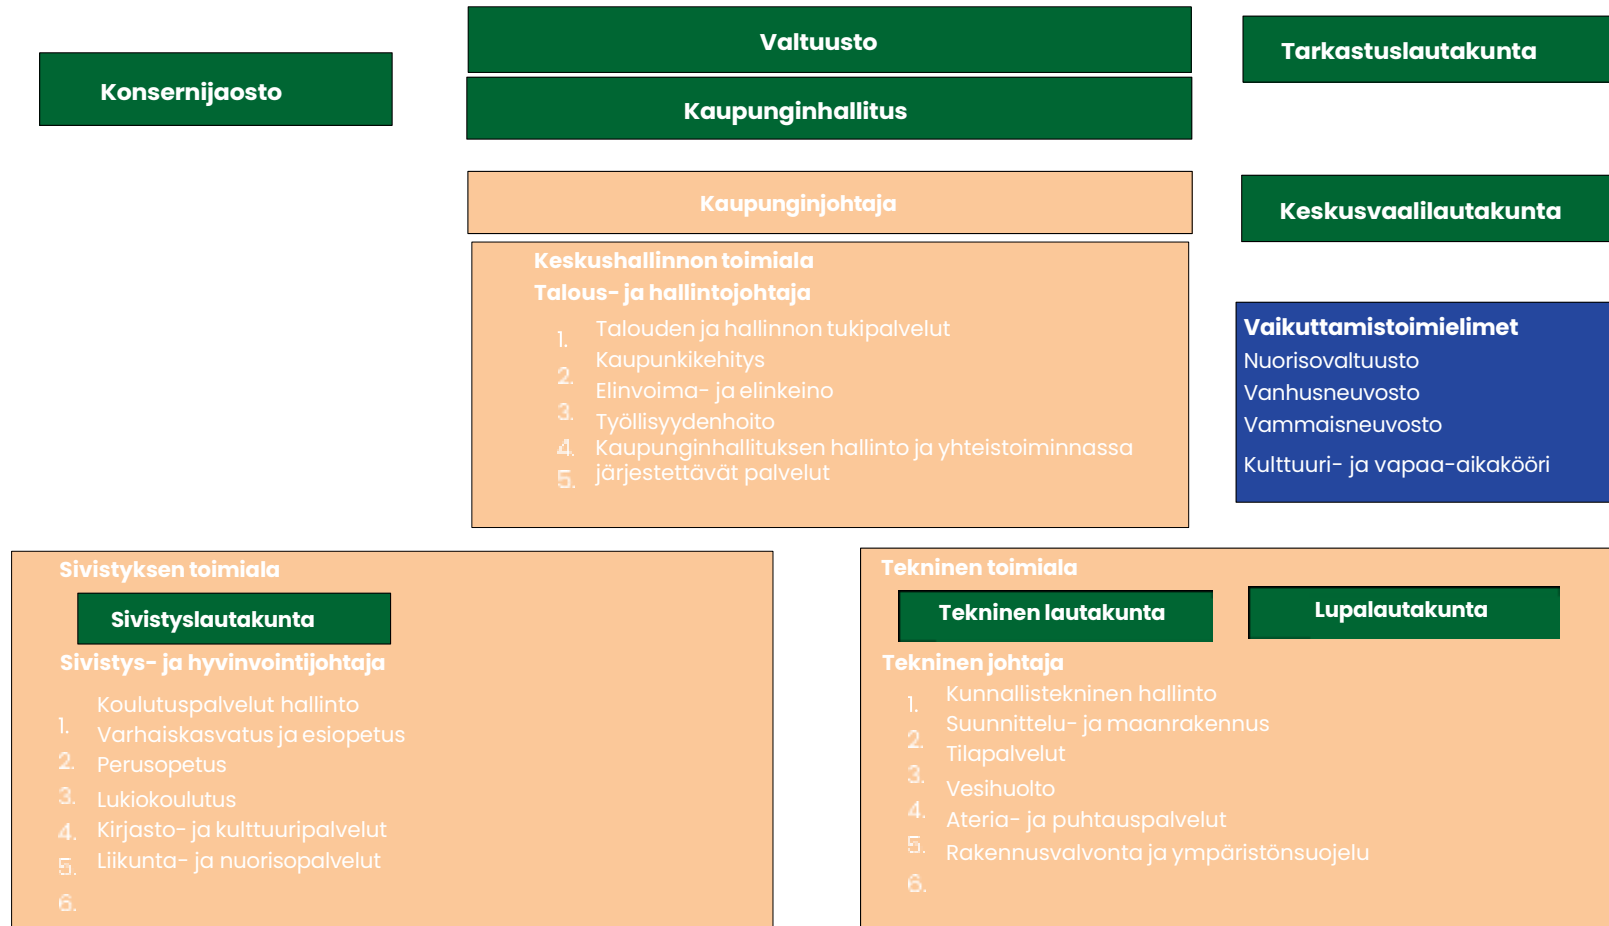 Valtuusto
Konsernijaosto
Kaupunginhallitus
Tarkastuslautakunta
Kaupunginjohtaja
Keskusvaalilautakunta
Keskushallinnon toimiala
Talous- ja hallintojohtaja
1. Talouden ja hallinnon tukipalvelut
2. Kaupunkikehitys
3. Elinvoima- ja elinkeino
4. Työllisyydenhoito
5. Kaupunginhallituksen hallinto ja yhteistoiminnassa
järjestettävät palvelut
Vaikuttamistoimielimet
Nuorisovaltuusto
Vanhusneuvosto
Vammaisneuvosto
Kulttuuri- ja vapaa-aikakööri
Sivistyksen toimiala
Sivistyslautakunta
Sivistys- ja hyvinvointijohtaja
1. Koulutuspalvelut hallinto
2. Varhaiskasvatus ja esiopetus
3. Perusopetus
4. Lukiokoulutus
5. Kirjasto- ja kulttuuripalvelut
6. Liikunta- ja nuorisopalvelut
Tekninen toimiala
Tekninen lautakunta
Lupalautakunta
Tekninen johtaja
1. Kunnallistekninen hallinto
2. Suunnittelu- ja maanrakennus
3. Tilapalvelut
4. Vesihuolto
5. Ateria- ja puhtauspalvelut
6. Rakennusvalvonta ja ympäristönsuojelu